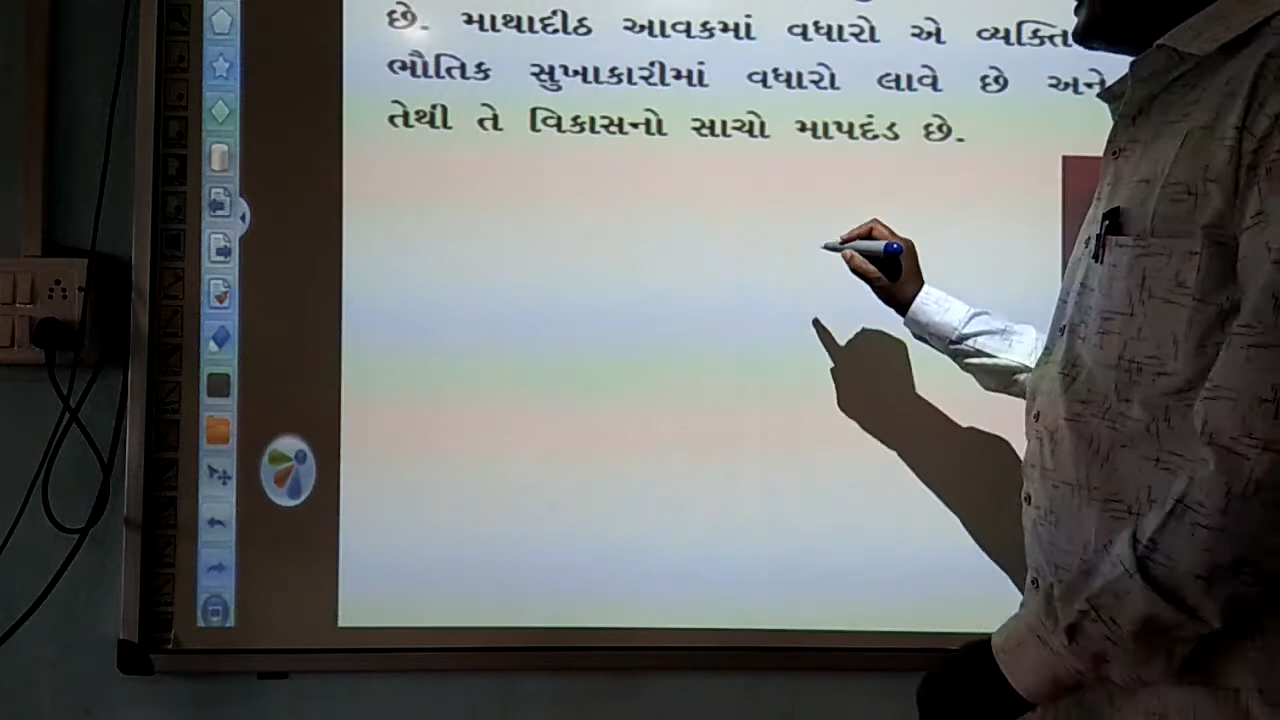 છે. માથાદીઠ આવકમાં વધારો એ વ્યક્તિ
ભૌતિક સુખાકારીમાં વધારો લાવે છે અને
તેથી તે વિકાસનો સાચો માપદંડ છે.